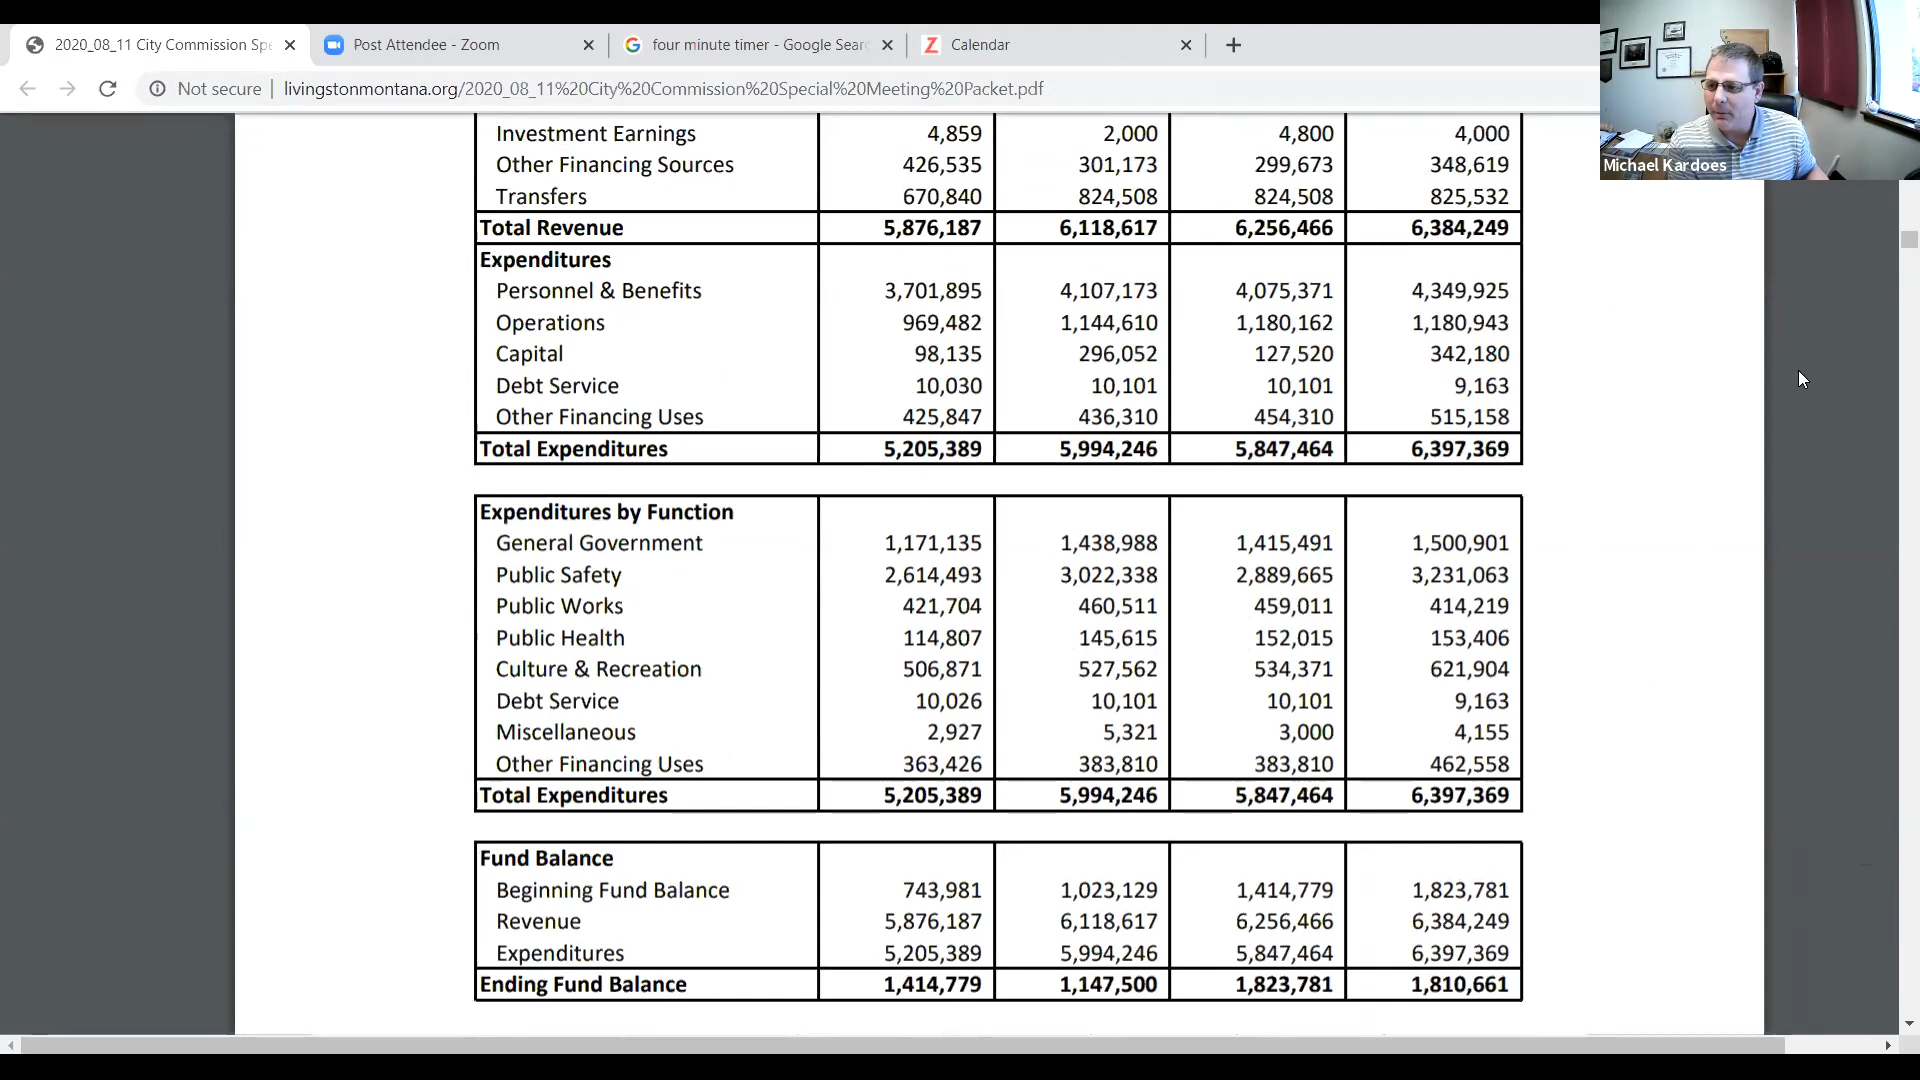 2020_08_11 City Commission Spe
Post Attendee - Zoom
four minute timer - Google Searc
Calendar
Not secure | livingstonmontana.org/2020_08_11%20City%20Commission%20Special%20Meeting%20Packet.pdf
Michael Kardoes
Investment Earnings 4,859 2,000 4,800 4,000
Other Financing Sources 426,535 301,173 299,673 348,619
Transfers 670,840 824,508 824,508 825,532
Total Revenue 5,876,187 6,118,617 6,256,466 6,384,249
Expenditures
Personnel & Benefits 3,701,895 4,107,173 4,075,371 4,349,925
Operations 969,482 1,144,610 1,180,162 1,180,943
Capital 98,135 296,052 127,520 342,180
Debt Service 10,030 10,101 10,101 9,163
Other Financing Uses 425,847 436,310 454,310 515,158
Total Expenditures 5,205,389 5,994,246 5,847,464 6,397,369
Expenditures by Function
General Government 1,171,135 1,438,988 1,415,491 1,500,901
Public Safety 2,614,493 3,022,338 2,889,665 3,231,063
Public Works 421,704 460,511 459,011 414,219
Public Health 114,807 145,615 152,015 153,406
Culture & Recreation 506,871 527,562 534,371 621,904
Debt Service 10,026 10,101 10,101 9,163
Miscellaneous 2,927 5,321 3,000 4,155
Other Financing Uses 363,426 383,810 383,810 462,558
Total Expenditures 5,205,389 5,994,246 5,847,464 6,397,369
Fund Balance
Beginning Fund Balance 743,981 1,023,129 1,414,779 1,823,781
Revenue 5,876,187 6,118,617 6,256,466 6,384,249
Expenditures 5,205,389 5,994,246 5,847,464 6,397,369
Ending Fund Balance 1,414,779 1,147,500 1,823,781 1,810,661